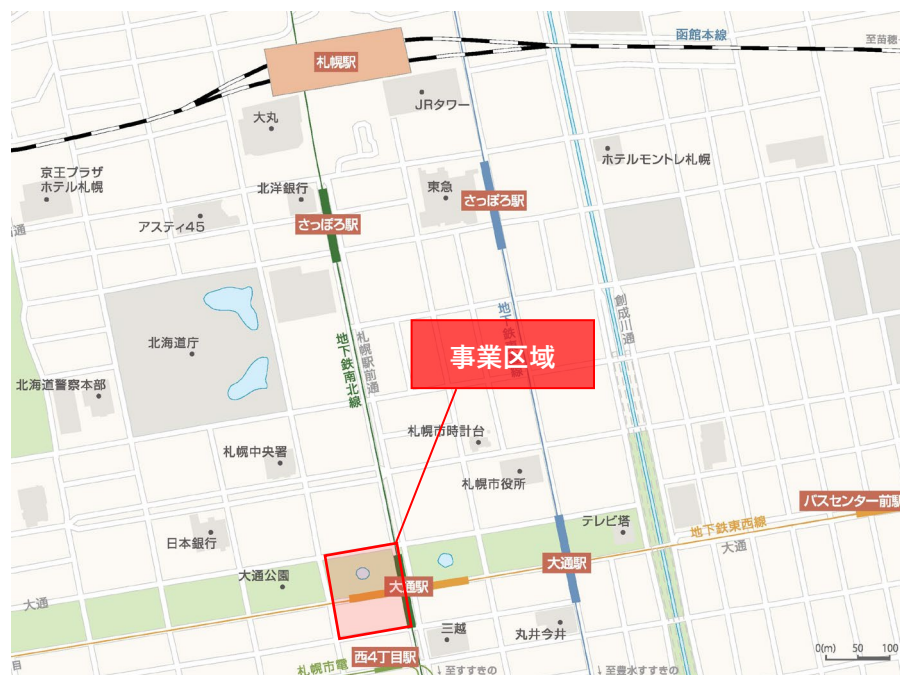 函館本線
至苗穂
札幌駅
JRタワー
大丸
ホテルモントレ札幌
京王プラザ
ホテル札幌
北洋銀行
東急
さっぽろ駅
アスティ45
さっぽろ駅
通
創成川通
地下鉄
札幌駅前通
地下鉄南北線
北海道庁
事業区域
北海道警察本部
札幌市時計台
札幌中央署
札幌市役所
バスセンター前駅
テレビ塔
地下鉄東西線
日本銀行
大通
大通公園
大通駅
大通駅
大通
三越
丸井今井
西4丁目駅
目
札幌市電
↓至すすきの
↓至豊水すすきの
0(m) 50 100